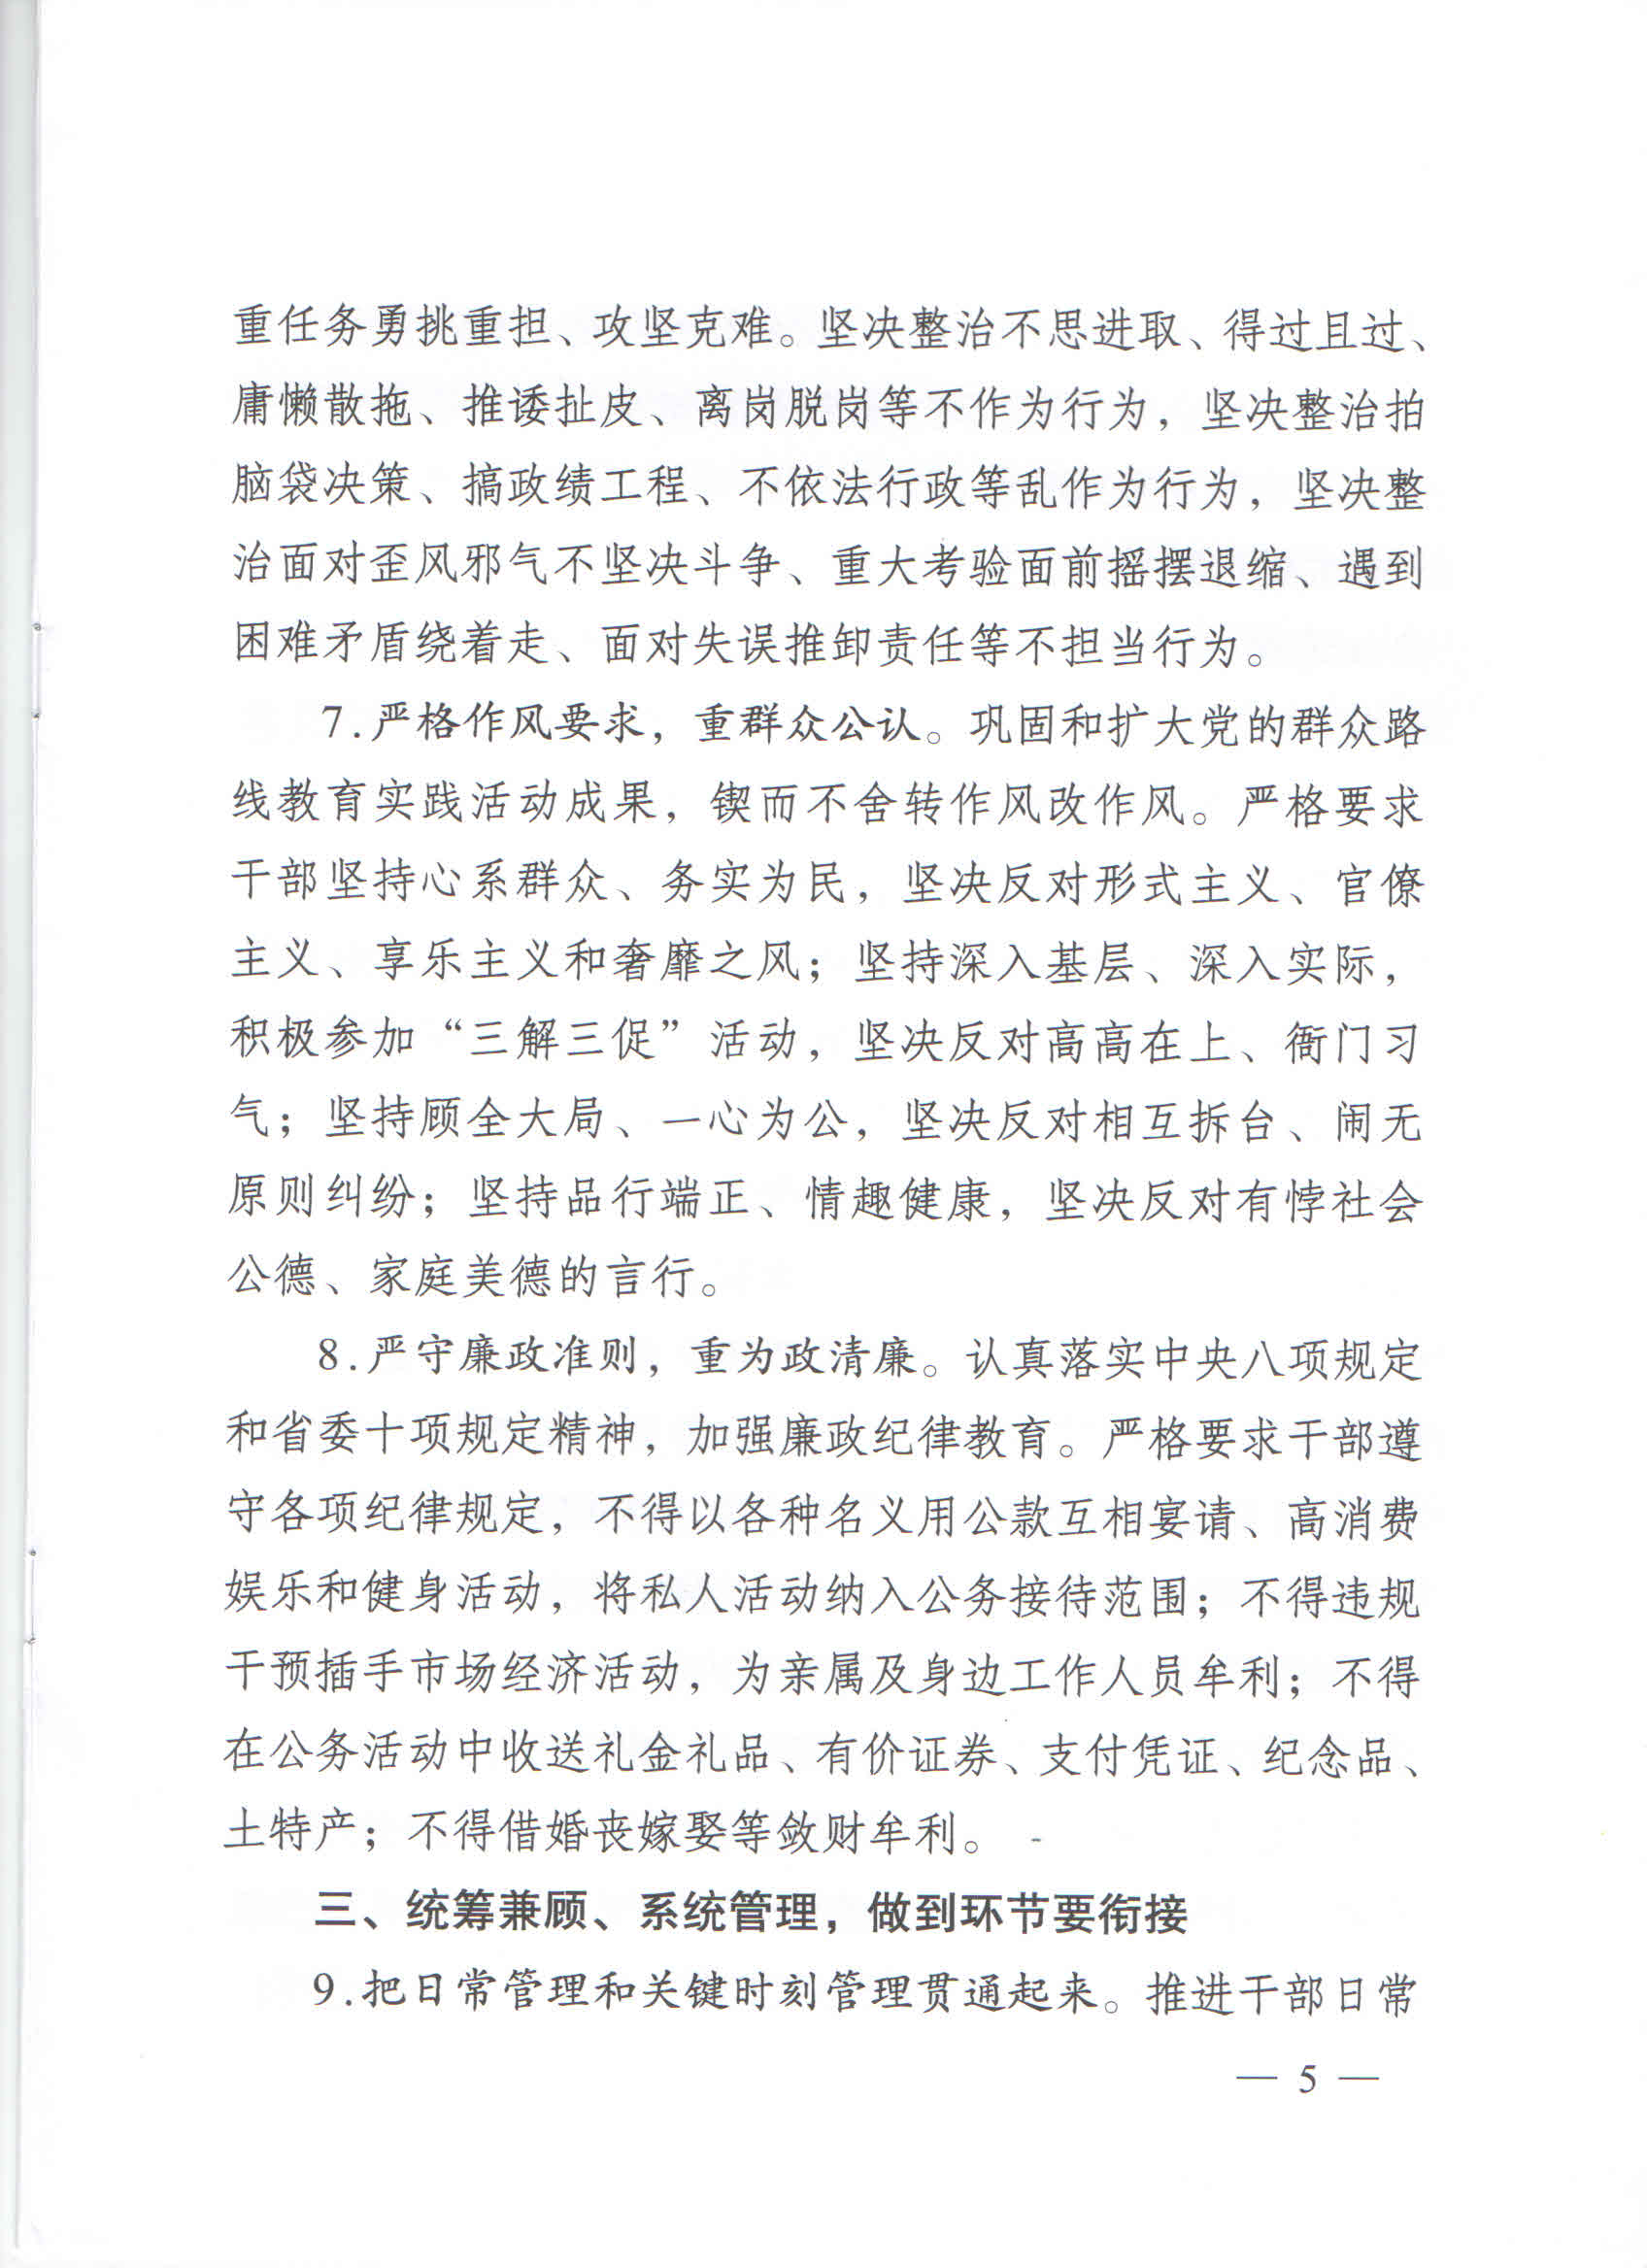 重任务勇挑重担、攻坚克难。坚决整治不思进取、得过且过、
庸懒散拖、推诿扯皮、离岗脱岗等不作为行为，坚决整治拍
脑袋决策、搞政绩工程、不依法行政等乱作为行为，坚决整
治面对歪风邪气不坚决斗争、重大考验面前摇摆退缩、遇到
困难矛盾绕着走、面对失误推卸责任等不担当行为。
7.严格作风要求，重群众公认。巩固和扩大党的群众路
线教育实践活动成果，锲而不舍转作风改作风。严格要求
干部坚持心系群众、务实为民，坚决反对形式主义、官僚
主义、享乐主义和奢靡之风；坚持深入基层、深入实际，
积极参加“三解三促”活动，坚决反对高高在上、衙门习
气；坚持顾全大局、一心为公，坚决反对相互拆台、闹无
原则纠纷；坚持品行端正、情趣健康，坚决反对有悖社会
公德、家庭美德的言行。
8.严守廉政准则，重为政清廉。认真落实中央八项规定
和省委十项规定精神，加强廉政纪律教育。严格要求干部遵
守各项纪律规定，不得以各种名义用公款互相宴请、高消费
娱乐和健身活动，将私人活动纳入公务接待范围；不得违规
干预插手市场经济活动，为亲属及身边工作人员牟利；不得
在公务活动中收送礼金礼品、有价证券、支付凭证、纪念品、
土特产；不得借婚丧嫁娶等敛财牟利。
三、统筹兼顾、系统管理，做到环节要衔接
9.把日常管理和关键时刻管理贯通起来。推进干部日常
— 5 —